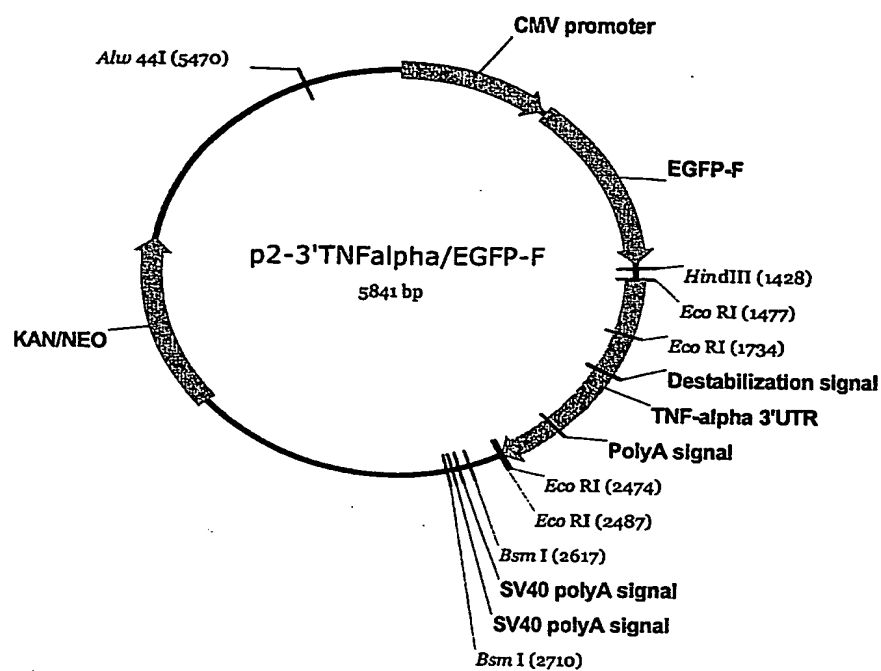 CMV promoter
Alw 44I (5470)
EGFP-F
p2-3'TNFalpha/EGFP-F
5841 bp
HindIII (1428)
Eco RI (1477)
KAN/NEO
Eco RI (1734)
Destabilization signal
TNF-alpha 3'UTR
PolyA signal
Eco RI (2474)
Eco RI (2487)
Bsm I (2617)
SV40 polyA signal
SV40 polyA signal
Bsm I (2710)